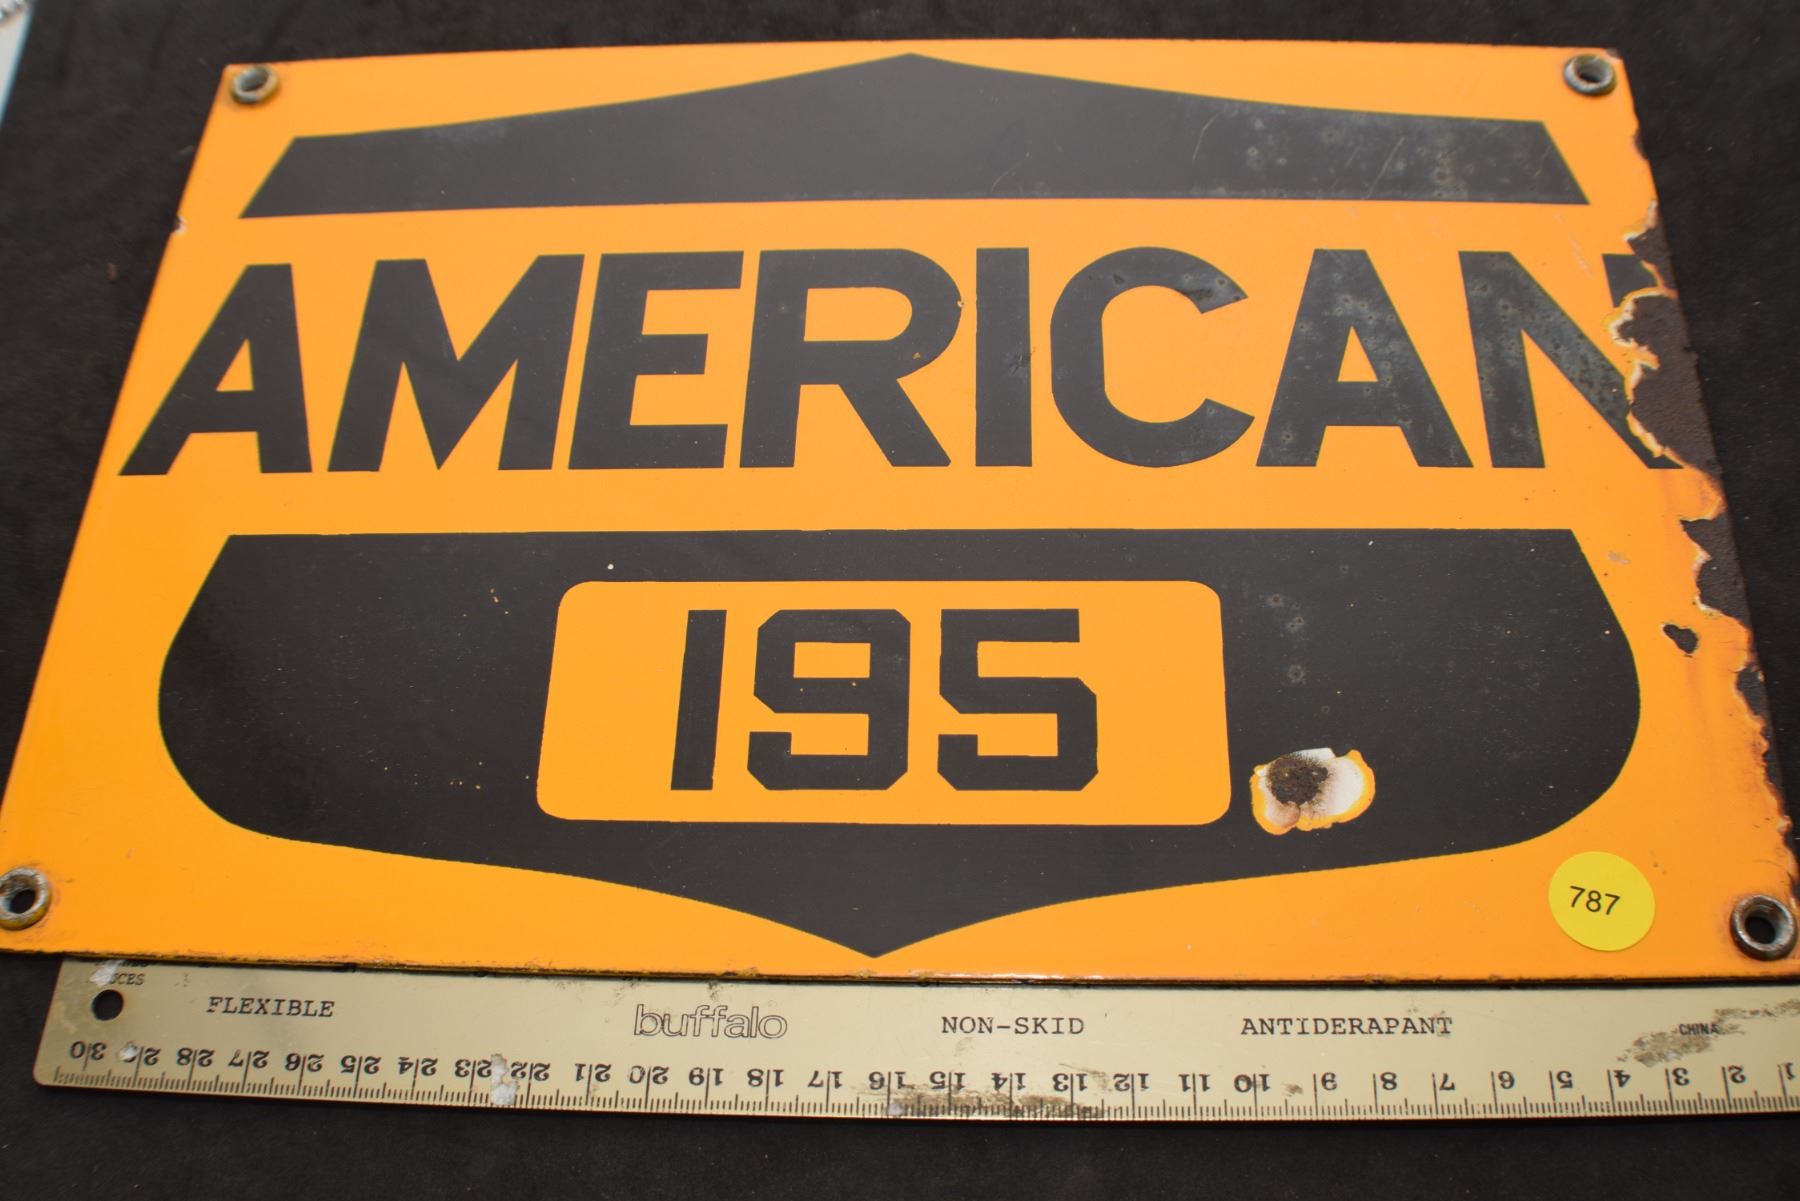 AMERICAN
195
787
FLEXIBLE buffalo NON-SKID ANTIDERAPANT CHINA
30 29 28 27 26 25 24 23 22 21 20 19 18 17 16 15 14 13 12 11 10 9 8 7 6 5 4 3 2 1